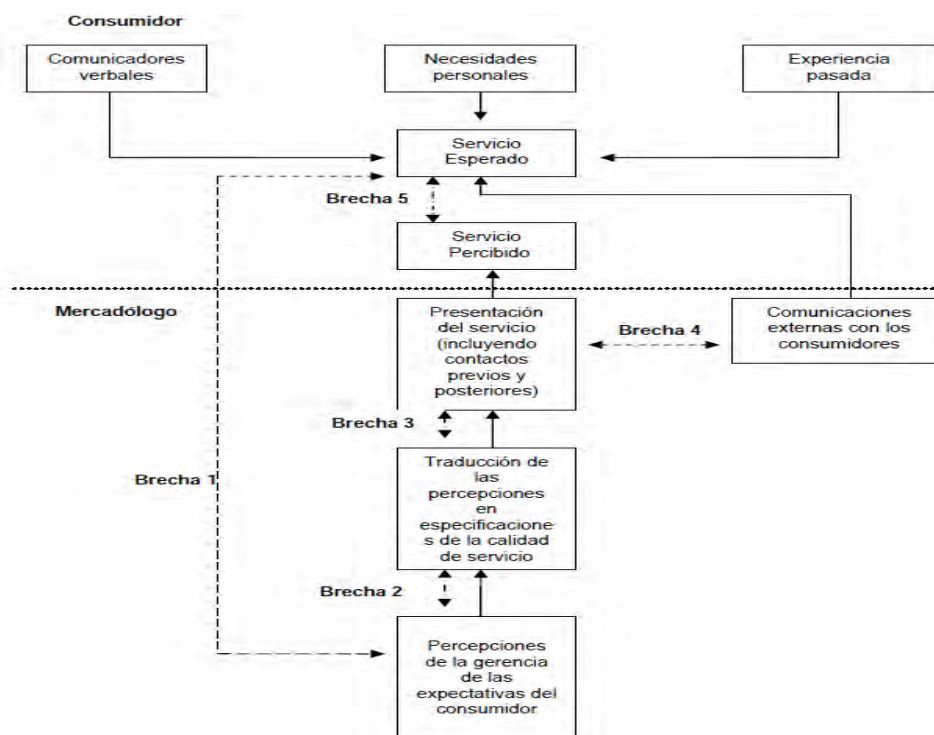 Consumidor
Comunicadores
verbales
Necesidades
personales
Experiencia
pasada
Servicio
Esperado
Brecha 5
Servicio
Percibido
Mercadólogo
Presentación
del servicio
(incluyendo
contactos
previos y
posteriores)
Brecha 4
Comunicaciones
externas con los
consumidores
Brecha 3
Traducción de
las
percepciones
en
especificacione
s de la calidad
de servicio
Brecha 1
Brecha 2
Percepciones
de la gerencia
de las
expectativas del
consumidor